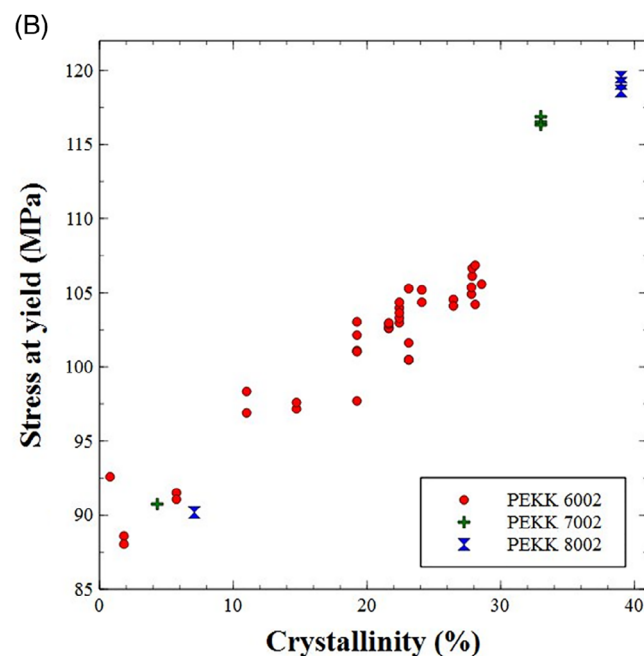 (B)
120
115
110
105
100
95
90
85
Stress at yield (MPa)
PEKK 6002
PEKK 7002
PEKK 8002
0 10 20 30 40
Crystallinity (%)